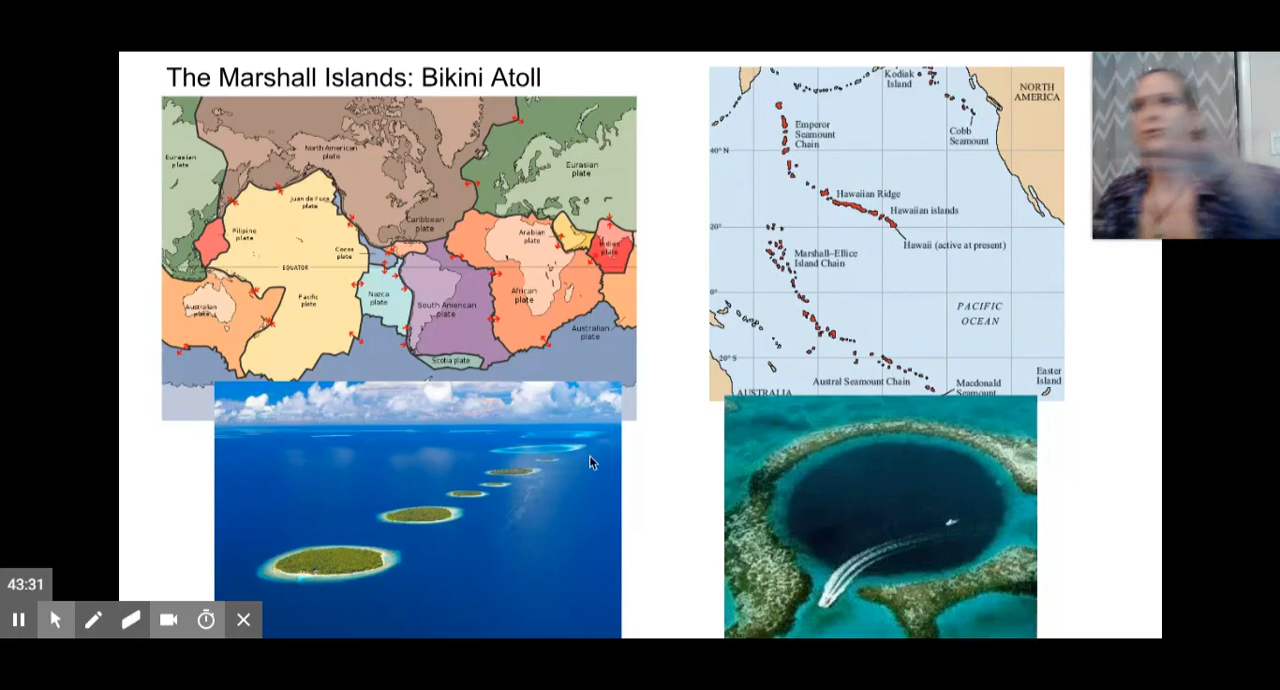 The Marshall Islands: Bikini Atoll
Eurasian
plate
North American
plate
Juan de Fuca
plate
Filipino
plate
Cocos
plate
Caribbean
plate
Arabian
plate
Eurasian
plate
Indian
plate
EQUATOR
Australian
plate
Pacific
plate
Nazca
plate
South American
plate
African
plate
Australian
plate
Scotia plate
Kodiak
Island
NORTH
AMERICA
Emperor
Seamount
Chain
Cobb
Seamount
40° N
Hawaiian Ridge
Hawaiian islands
20°
Hawaii (active at present)
Marshall–Ellice
Island Chain
0°
PACIFIC
OCEAN
20° S
Austral Seamount Chain
Macdonald
Seamount
Easter
Island
AUSTRALIA
43:31